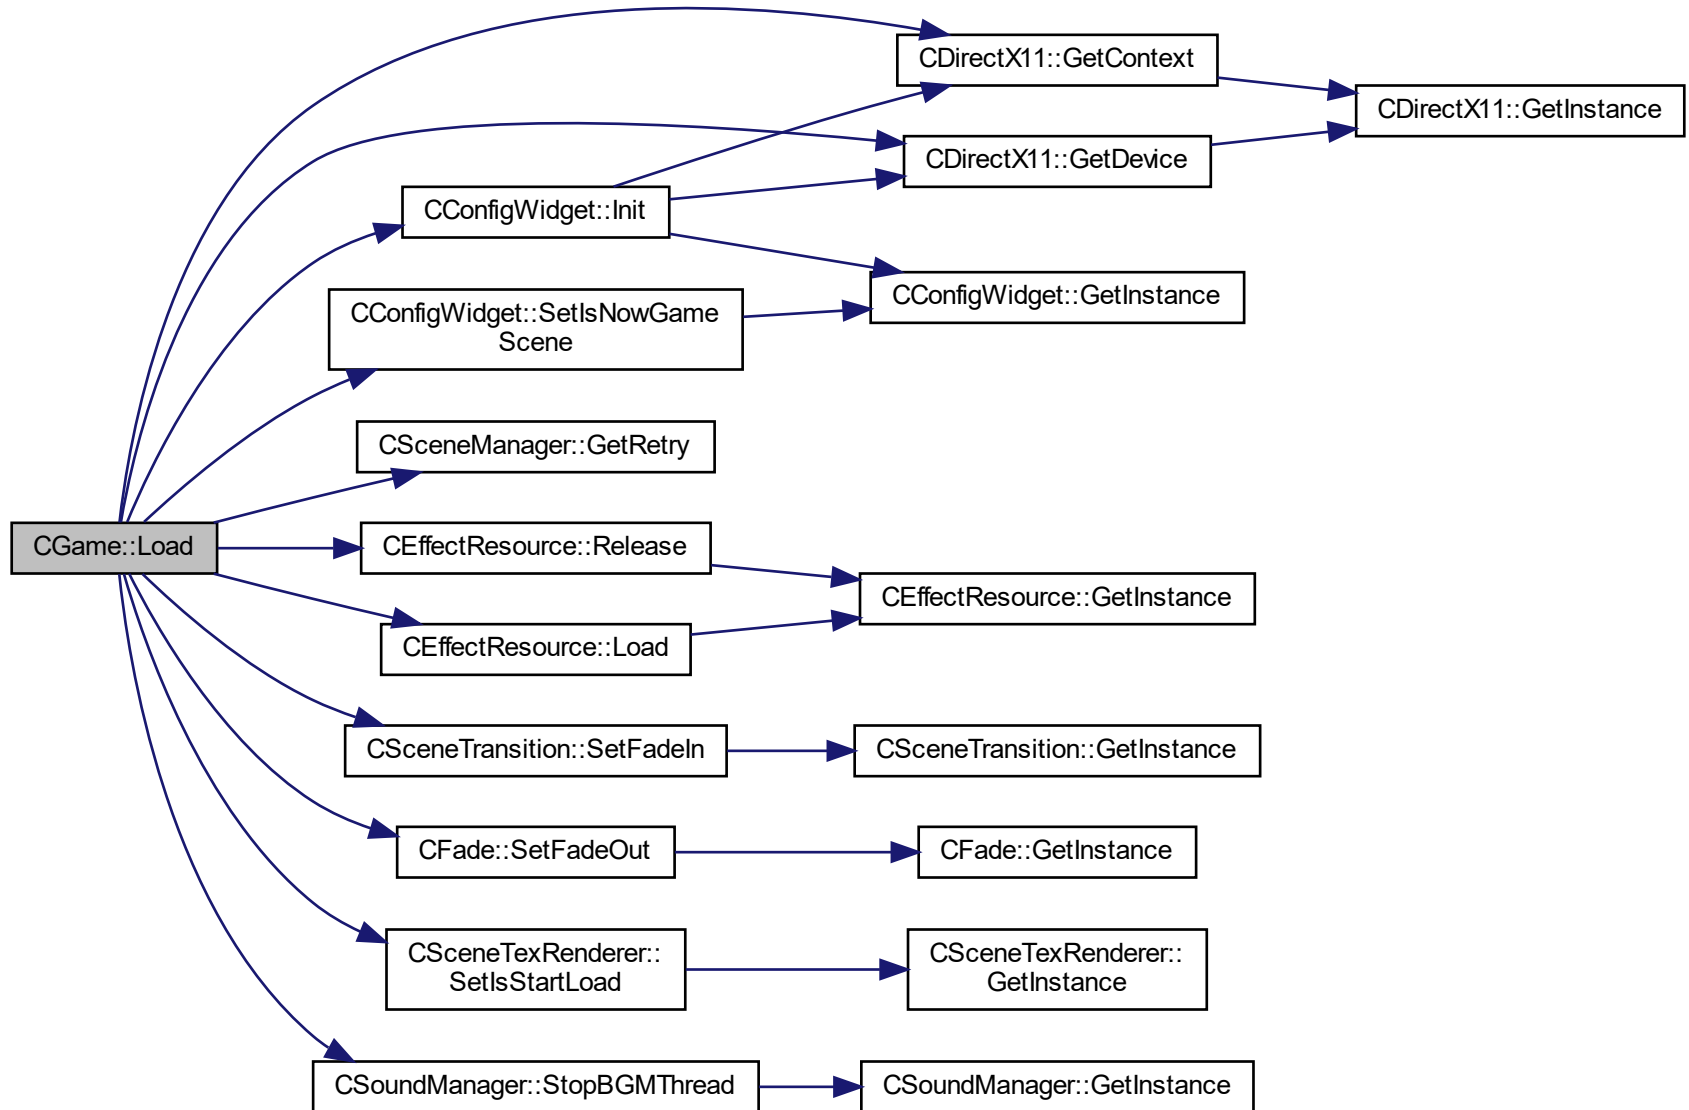 CDirectX11::GetContext
CDirectX11::GetInstance
CDirectX11::GetDevice
CConfigWidget::Init
CConfigWidget::GetInstance
CConfigWidget::SetIsNowGame
Scene
CSceneManager::GetRetry
CGame::Load
CEffectResource::Release
CEffectResource::GetInstance
CEffectResource::Load
CSceneTransition::SetFadeIn
CSceneTransition::GetInstance
CFade::SetFadeOut
CFade::GetInstance
CSceneTexRenderer::
SetIsStartLoad
CSceneTexRenderer::
GetInstance
CSoundManager::StopBGMThread
CSoundManager::GetInstance